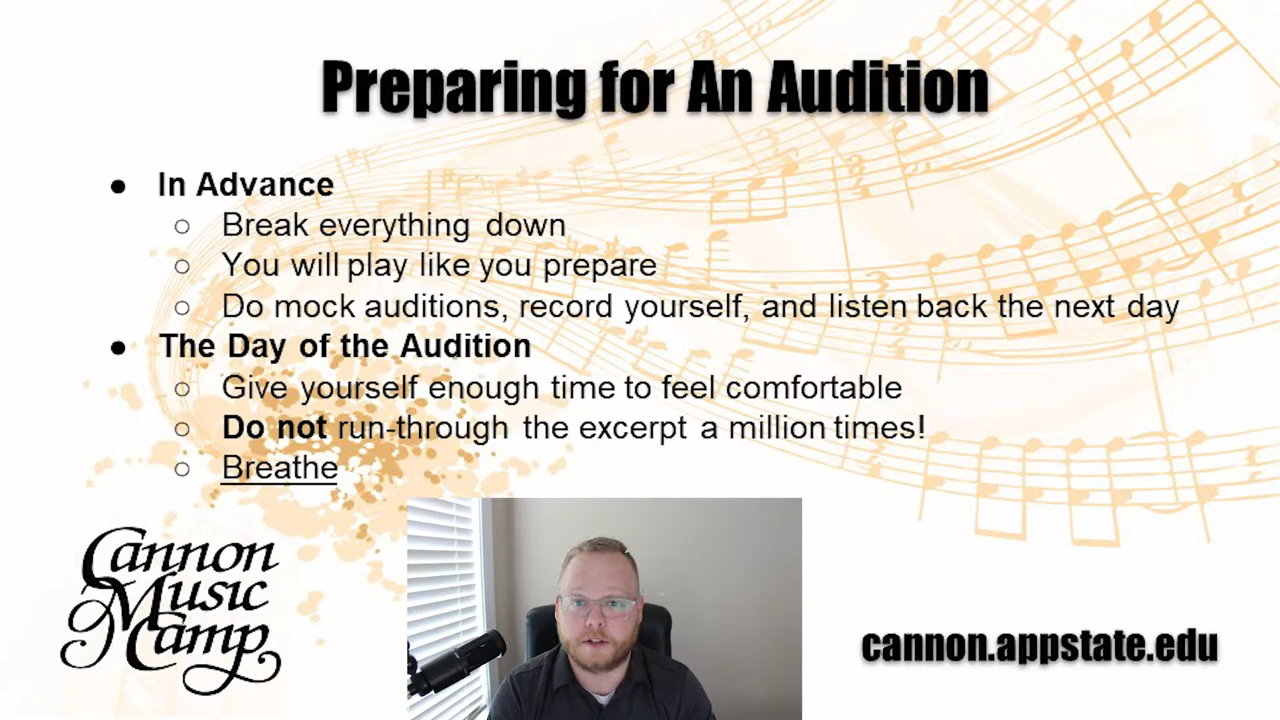 Preparing for An Audition
● In Advance
○ Break everything down
○ You will play like you prepare
○ Do mock auditions, record yourself, and listen back the next day
● The Day of the Audition
○ Give yourself enough time to feel comfortable
○ Do not run-through the excerpt a million times!
○ Breathe
Cannon
Music
Camp
cannon.appstate.edu